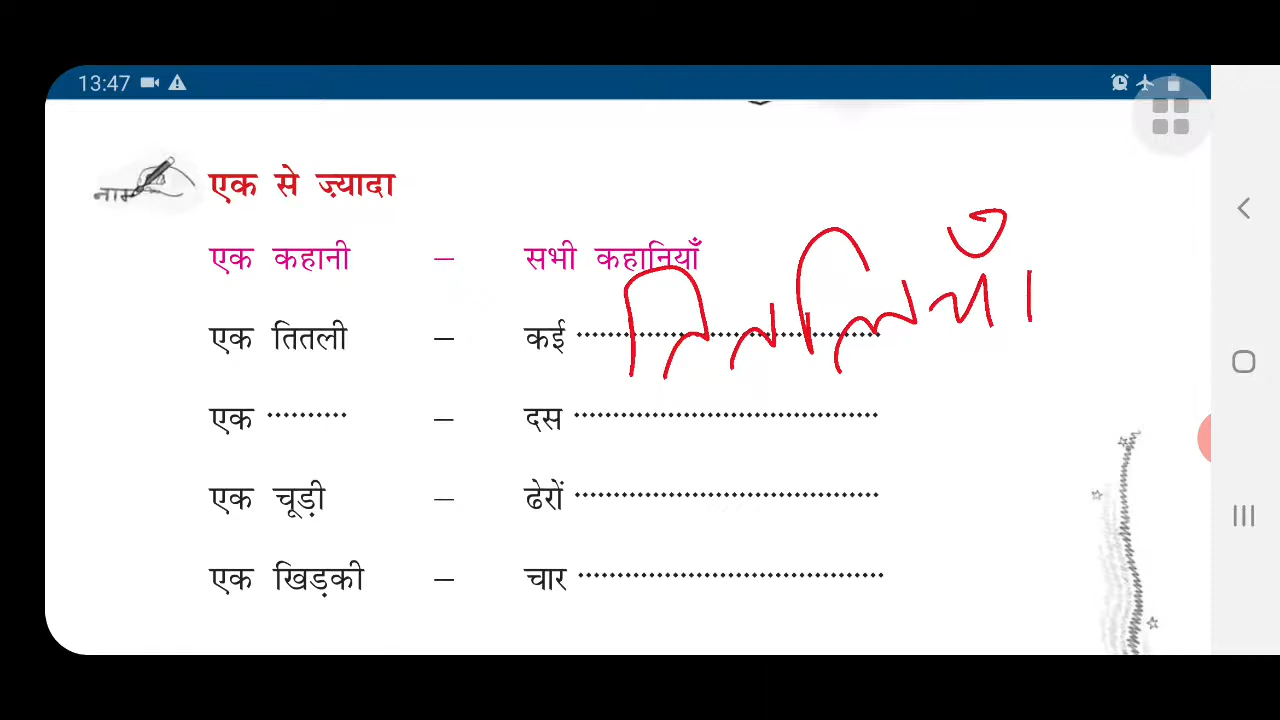 13:47
नाम
एक से ज़्यादा
एक कहानी – सभी कहानियाँ
एक तितली – कई .......................... तितलियाँ।
एक .......... – दस ..........................
एक चूड़ी – ढेरों ..........................
एक खिड़की – चार ..........................